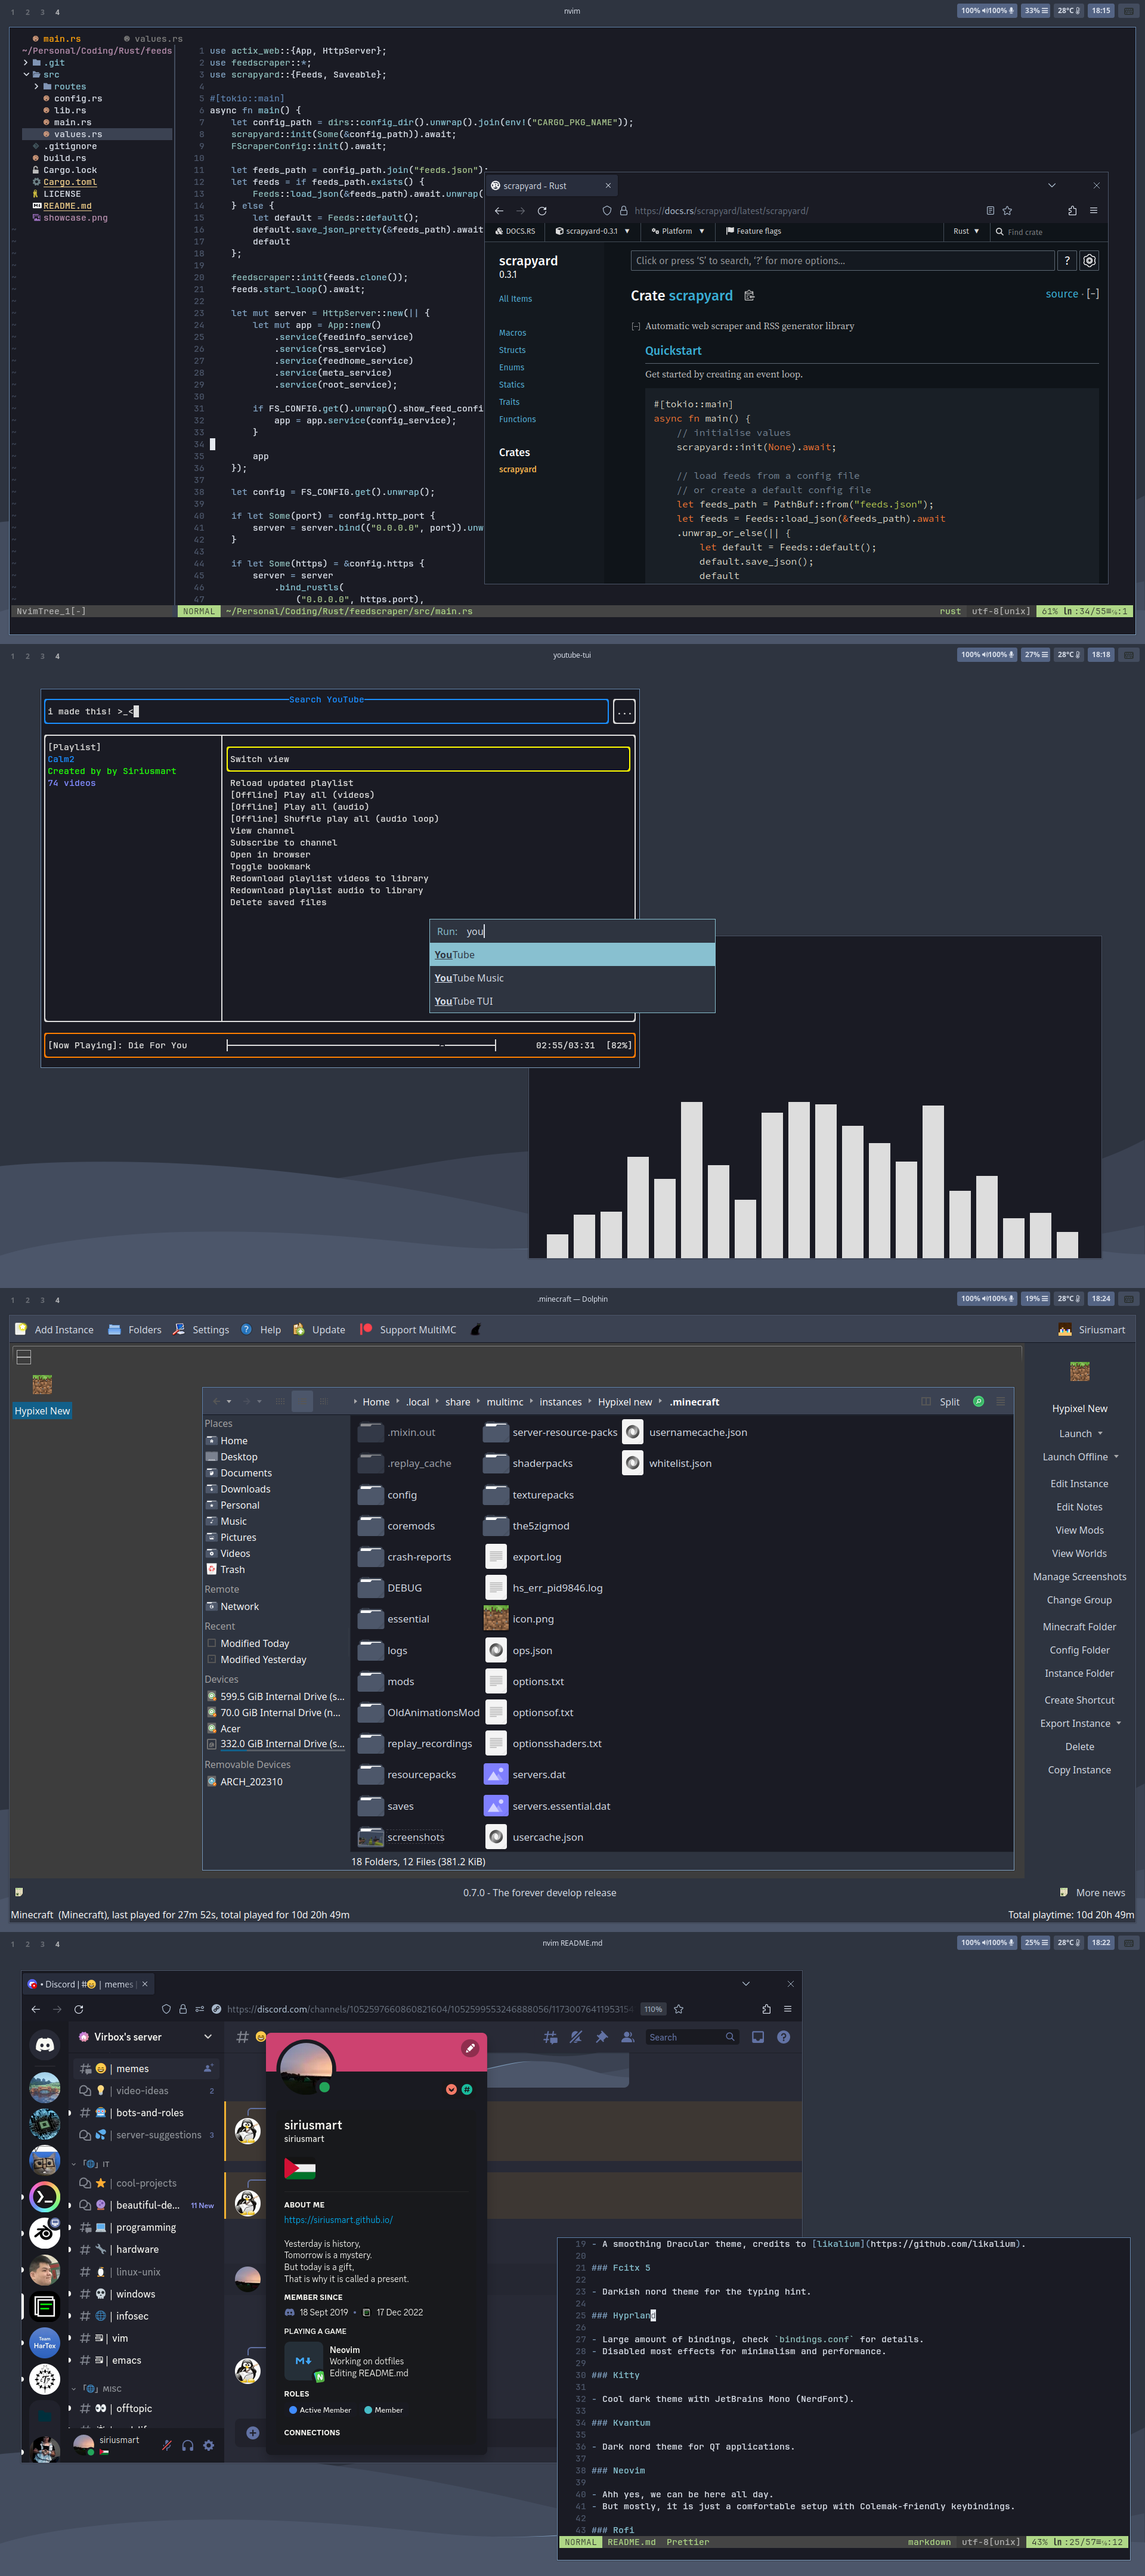 1 2 3 4
nvim
100% 100%
33%
28°C
18:15
main.rs
values.rs
~/Personal/Coding/Rust/feeds
.git
src
routes
config.rs
lib.rs
main.rs
values.rs
.gitignore
build.rs
Cargo.lock
Cargo.toml
LICENSE
README.md
showcase.png
1 use actix_web::{App, HttpServer};
2 use feedscraper::*;
3 use scrapyard::{Feeds, Saveable};
4
5 #[tokio::main]
6 async fn main() {
7 let config_path = dirs::config_dir().unwrap().join(env!("CARGO_PKG_NAME"));
8 scrapyard::init(Some(&config_path)).await;
9 FScraperConfig::init().await;
10
11 let feeds_path = config_path.join("feeds.json");
12 let feeds = if feeds_path.exists() {
13 Feeds::load_json(&feeds_path).await.unwrap(
14 } else {
15 let default = Feeds::default();
16 default.save_json_pretty(&feeds_path).await
17 default
18 };
19
20 feedscraper::init(feeds.clone());
21 feeds.start_loop().await;
22
23 let mut server = HttpServer::new(|| {
24 let mut app = App::new()
25 .service(feedinfo_service)
26 .service(rss_service)
27 .service(feedhome_service)
28 .service(meta_service)
29 .service(root_service);
30
31 if FS_CONFIG.get().unwrap().show_feed_confi
32 app = app.service(config_service);
33 }
34
35 app
36 });
37
38 let config = FS_CONFIG.get().unwrap();
39
40 if let Some(port) = config.http_port {
41 server = server.bind(("0.0.0.0", port)).unw
42 }
43
44 if let Some(https) = &config.https {
45 server = server
46 .bind_rustls(
47 ("0.0.0.0", https.port),
NvimTree_1[-]
NORMAL ~/Personal/Coding/Rust/feedscraper/src/main.rs
rust utf-8[unix] 61% ln :34/55≡℅:1
scrapyard - Rust
https://docs.rs/scrapyard/latest/scrapyard/
DOCS.RS
scrapyard-0.3.1
Platform
Feature flags
Rust
Find crate
scrapyard
0.3.1
All Items
Macros
Structs
Enums
Statics
Traits
Functions
Crates
scrapyard
Click or press ‘S’ to search, ‘?’ for more options…
?
Crate scrapyard
source · [−]
[−] Automatic web scraper and RSS generator library
Quickstart
Get started by creating an event loop.
#[tokio::main]
async fn main() {
// initialise values
scrapyard::init(None).await;
// load feeds from a config file
// or create a default config file
let feeds_path = PathBuf::from("feeds.json");
let feeds = Feeds::load_json(&feeds_path).await
.unwrap_or_else(|| {
let default = Feeds::default();
default.save_json();
default
1 2 3 4
youtube-tui
100% 100%
27%
28°C
18:18
Search YouTube
i made this! >_<
...
[Playlist]
Calm2
Created by by Siriusmart
74 videos
Switch view
Reload updated playlist
[Offline] Play all (videos)
[Offline] Play all (audio)
[Offline] Shuffle play all (audio loop)
View channel
Subscribe to channel
Open in browser
Toggle bookmark
Redownload playlist videos to library
Redownload playlist audio to library
Delete saved files
Run: you
YouTube
YouTube Music
YouTube TUI
[Now Playing]: Die For You
02:55/03:31 [82%]
1 2 3 4
.minecraft — Dolphin
100% 100%
19%
28°C
18:24
Add Instance
Folders
Settings
Help
Update
Support MultiMC
Siriusmart
Hypixel New
Home
.local
share
multimc
instances
Hypixel new
.minecraft
Split
Places
Home
Desktop
Documents
Downloads
Personal
Music
Pictures
Videos
Trash
Remote
Network
Recent
Modified Today
Modified Yesterday
Devices
599.5 GiB Internal Drive (s...
70.0 GiB Internal Drive (n...
Acer
332.0 GiB Internal Drive (s...
Removable Devices
ARCH_202310
.mixin.out
.replay_cache
config
coremods
crash-reports
DEBUG
essential
logs
mods
OldAnimationsMod
replay_recordings
resourcepacks
saves
screenshots
server-resource-packs
shaderpacks
texturepacks
the5zigmod
export.log
hs_err_pid9846.log
icon.png
ops.json
options.txt
optionsof.txt
optionsshaders.txt
servers.dat
servers.essential.dat
usercache.json
usernamecache.json
whitelist.json
18 Folders, 12 Files (381.2 KiB)
Hypixel New
Launch
Launch Offline
Edit Instance
Edit Notes
View Mods
View Worlds
Manage Screenshots
Change Group
Minecraft Folder
Config Folder
Instance Folder
Create Shortcut
Export Instance
Delete
Copy Instance
0.7.0 - The forever develop release
More news
Minecraft (Minecraft), last played for 27m 52s, total played for 10d 20h 49m
Total playtime: 10d 20h 49m
1 2 3 4
nvim README.md
100% 100%
25%
28°C
18:22
• Discord | #😄 | memes
https://discord.com/channels/1052597660860821604/1052599553246888056/1173007641195315
110%
Virbox's server
Search
memes
video-ideas 2
bots-and-roles
server-suggestions 3
IT
cool-projects
beautiful-de... 11 New
programming
hardware
linux-unix
windows
infosec
vim
emacs
MISC
offtopic
siriusmart
Team
HarTex
siriusmart
siriusmart
ABOUT ME
https://siriusmart.github.io/
Yesterday is history,
Tomorrow is a mystery.
But today is a gift,
That is why it is called a present.
MEMBER SINCE
18 Sept 2019 • 17 Dec 2022
PLAYING A GAME
Neovim
Working on dotfiles
Editing README.md
ROLES
Active Member
Member
CONNECTIONS
19 - A smoothing Dracular theme, credits to [likalium](https://github.com/likalium).
20
21 ### Fcitx 5
22
23 - Darkish nord theme for the typing hint.
24
25 ### Hyprland
26
27 - Large amount of bindings, check `bindings.conf` for details.
28 - Disabled most effects for minimalism and performance.
29
30 ### Kitty
31
32 - Cool dark theme with JetBrains Mono (NerdFont).
33
34 ### Kvantum
35
36 - Dark nord theme for QT applications.
37
38 ### Neovim
39
40 - Ahh yes, we can be here all day.
41 - But mostly, it is just a comfortable setup with Colemak-friendly keybindings.
42
43 ### Rofi
NORMAL README.md Prettier
markdown utf-8[unix] 43% ln :25/57≡℅:12